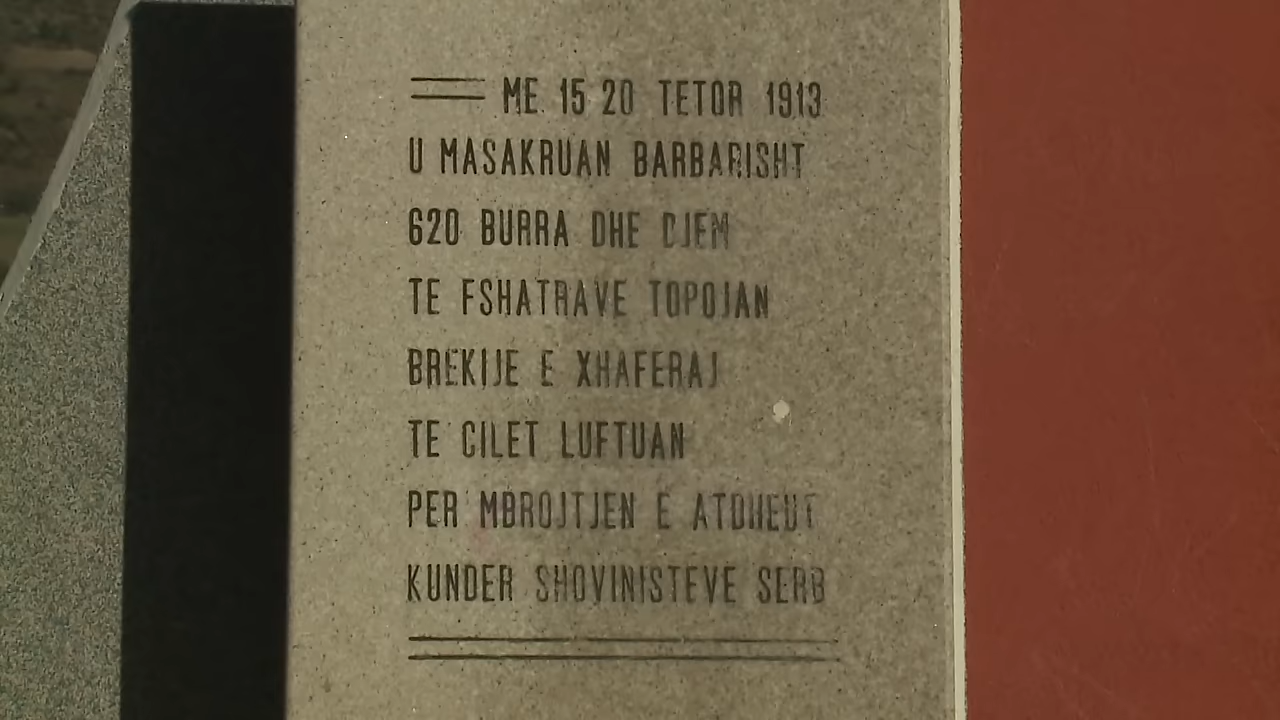 ME 15 20 TETOR 1913
U MASAKRUAN BARBARISHT
620 BURRA DHE DJEM
TE FSHATRAVE TOPOJAN
BREKIJE E XHAFERAJ
TE CILET LUFTUAN
PER MBROJTJEN E ATDHEUT
KUNDER SHOVINISTEVE SERB